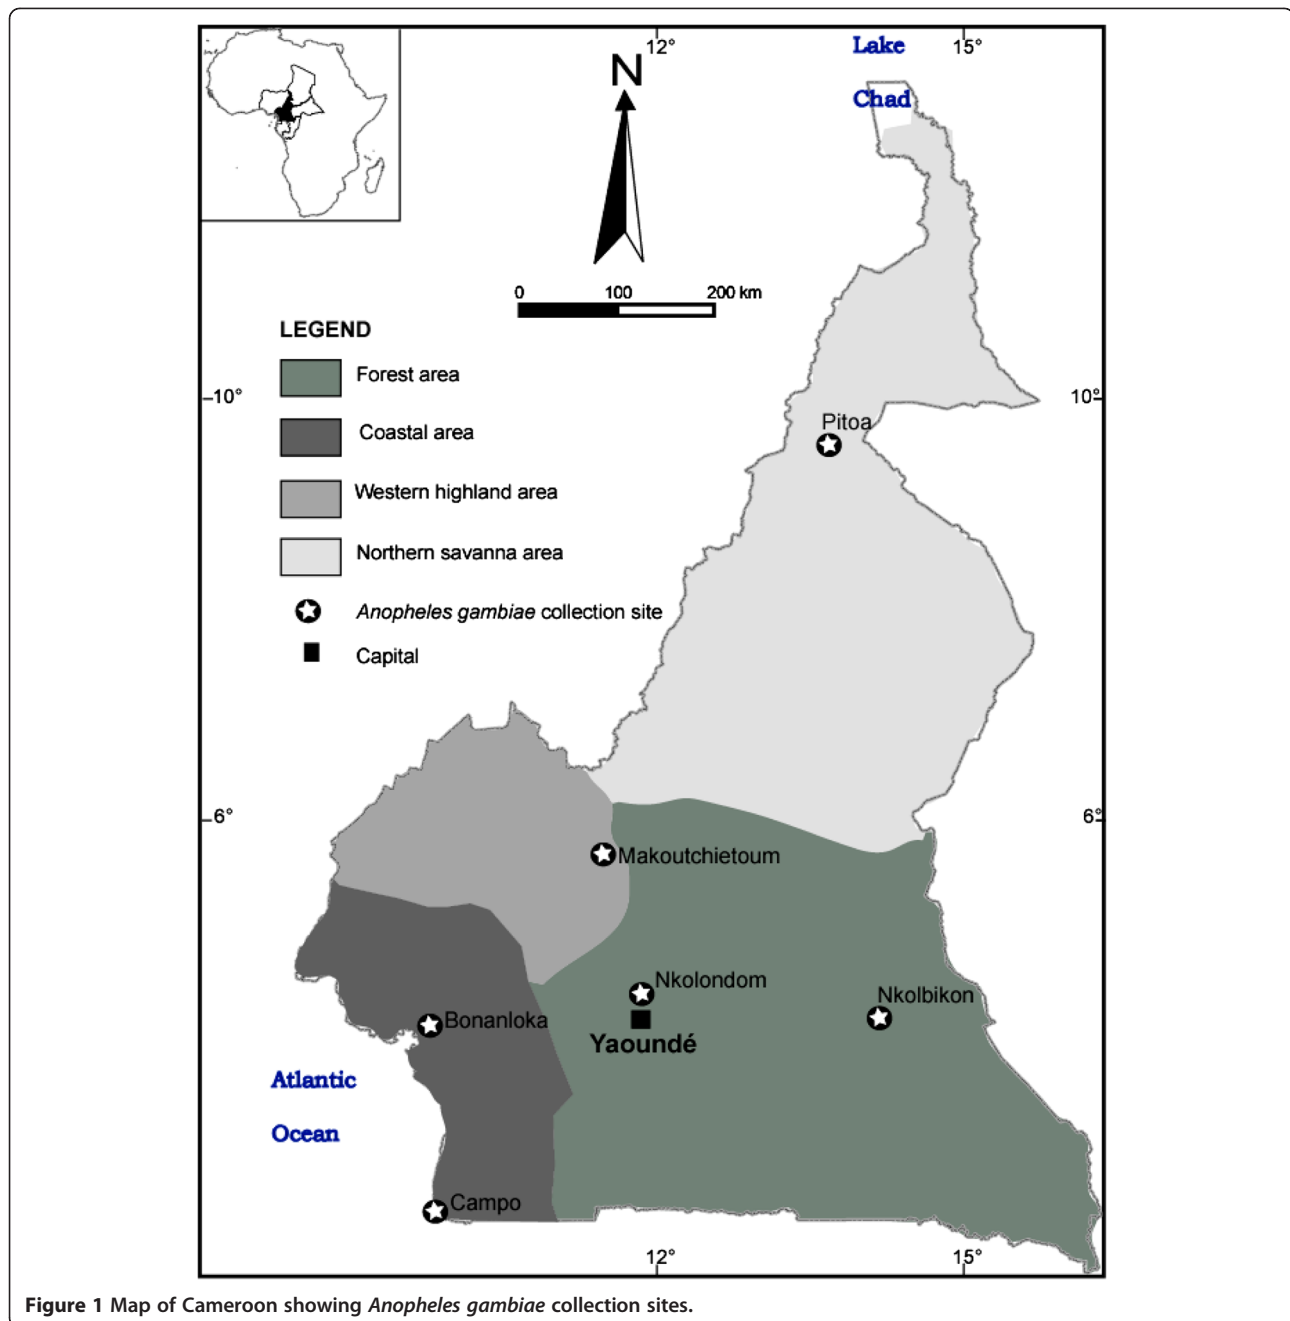 12°
15°
Lake
Chad
N
0 100 200 km
LEGEND
Forest area
Coastal area
Western highland area
Northern savanna area
Anopheles gambiae collection site
Capital
10°
10°
Pitoa
6°
6°
Makoutchietoum
Nkolondom
Nkolbikon
Bonanloka
Yaoundé
Atlantic
Ocean
Campo
12°
15°
Figure 1 Map of Cameroon showing Anopheles gambiae collection sites.